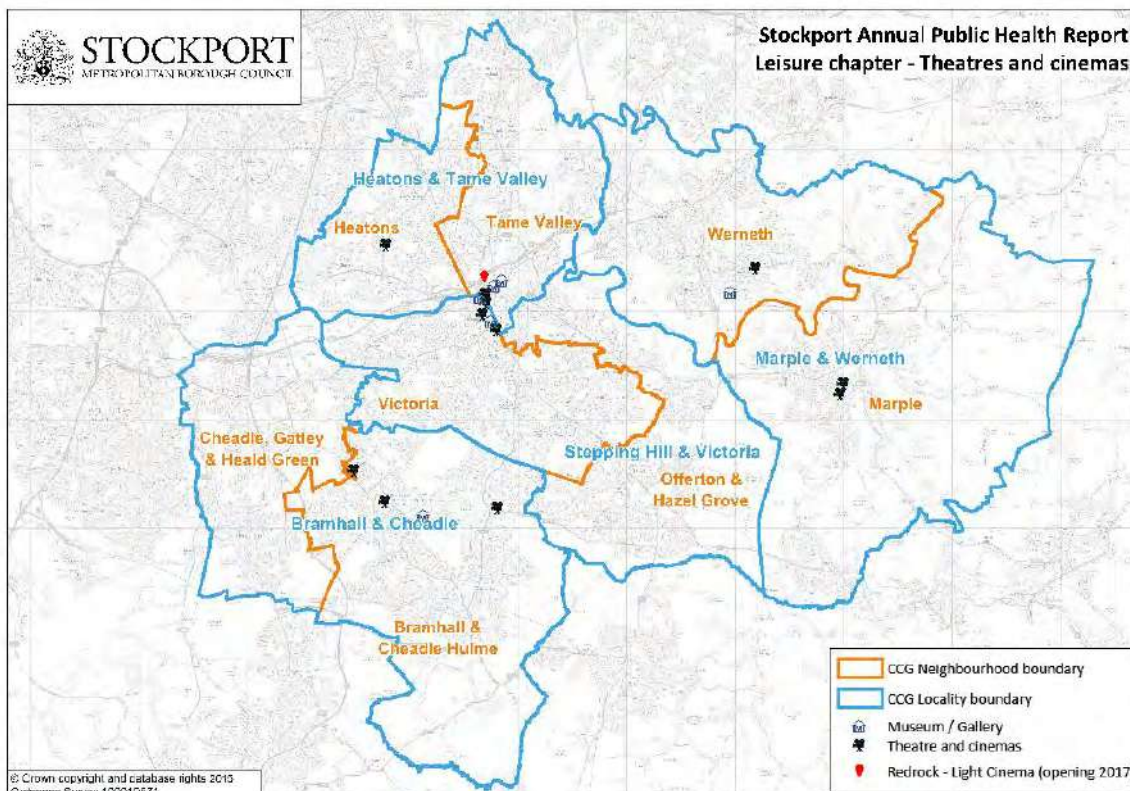 STOCKPORT
METROPOLITAN BOROUGH COUNCIL
Stockport Annual Public Health Report
Leisure chapter - Theatres and cinemas
Heatons & Tame Valley
Heatons
Tame Valley
Werneth
Marple & Werneth
Marple
Victoria
Cheadle, Gatley
& Heald Green
Stepping Hill & Victoria
Offerton &
Hazel Grove
Bramhall & Cheadle
Bramhall &
Cheadle Hulme
CCG Neighbourhood boundary
CCG Locality boundary
Museum / Gallery
Theatre and cinemas
Redrock - Light Cinema (opening 2017
© Crown copyright and database rights 2015